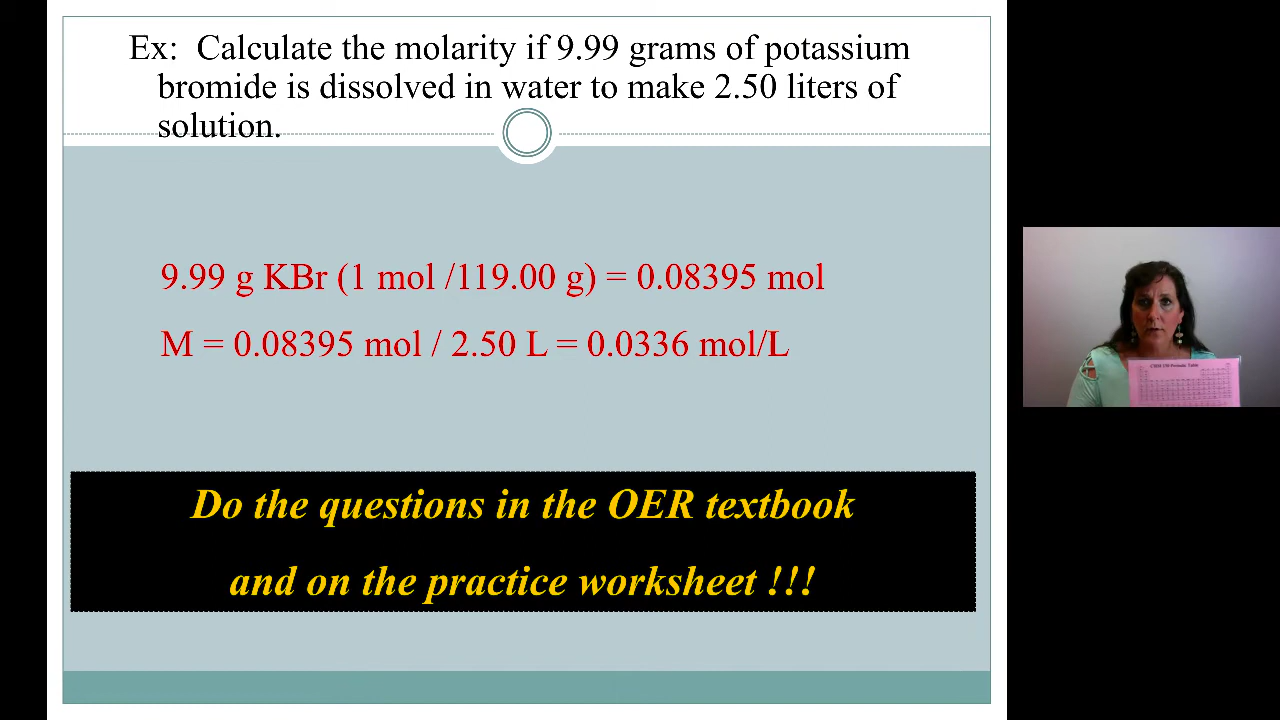 Ex: Calculate the molarity if 9.99 grams of potassium
bromide is dissolved in water to make 2.50 liters of
solution.
9.99 g KBr (1 mol /119.00 g) = 0.08395 mol
M = 0.08395 mol / 2.50 L = 0.0336 mol/L
Do the questions in the OER textbook
and on the practice worksheet !!!
Periodic Table